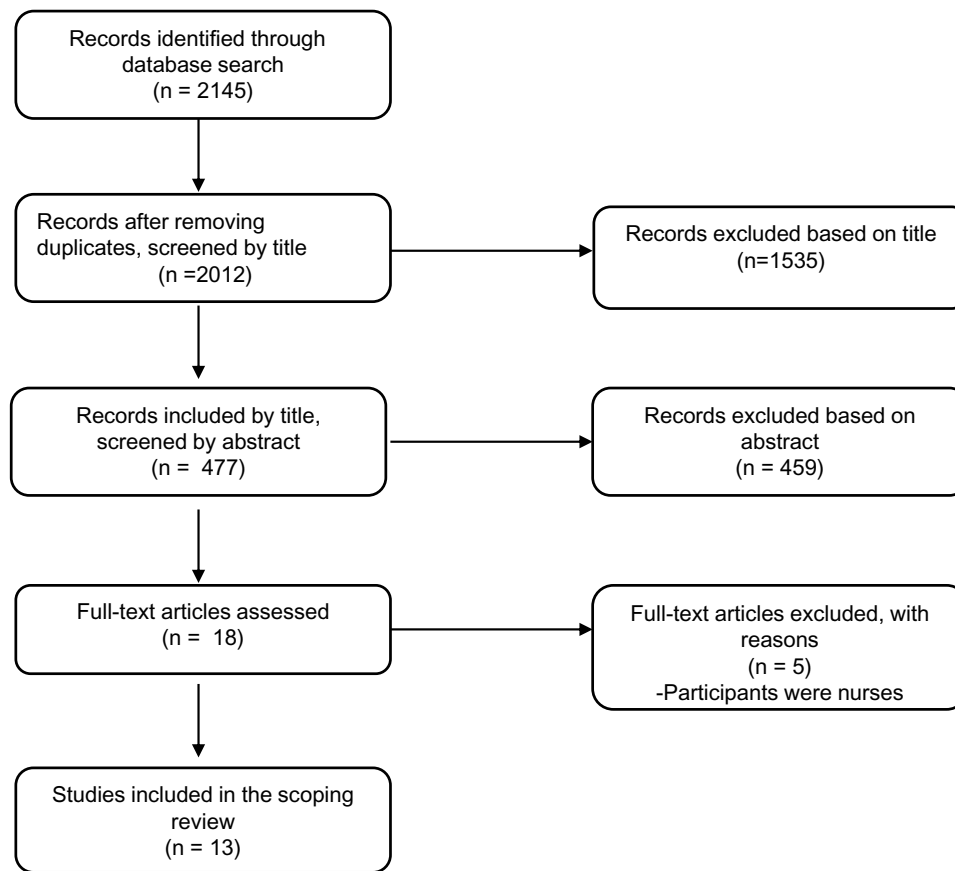 Records identified through
database search
(n = 2145)
Records after removing
duplicates, screened by title
(n =2012)
Records excluded based on title
(n=1535)
Records included by title,
screened by abstract
(n =  477)
Records excluded based on
abstract
(n = 459)
Full-text articles assessed
(n =  18)
Full-text articles excluded, with
reasons
(n = 5)
-Participants were nurses
Studies included in the scoping
review
(n = 13)